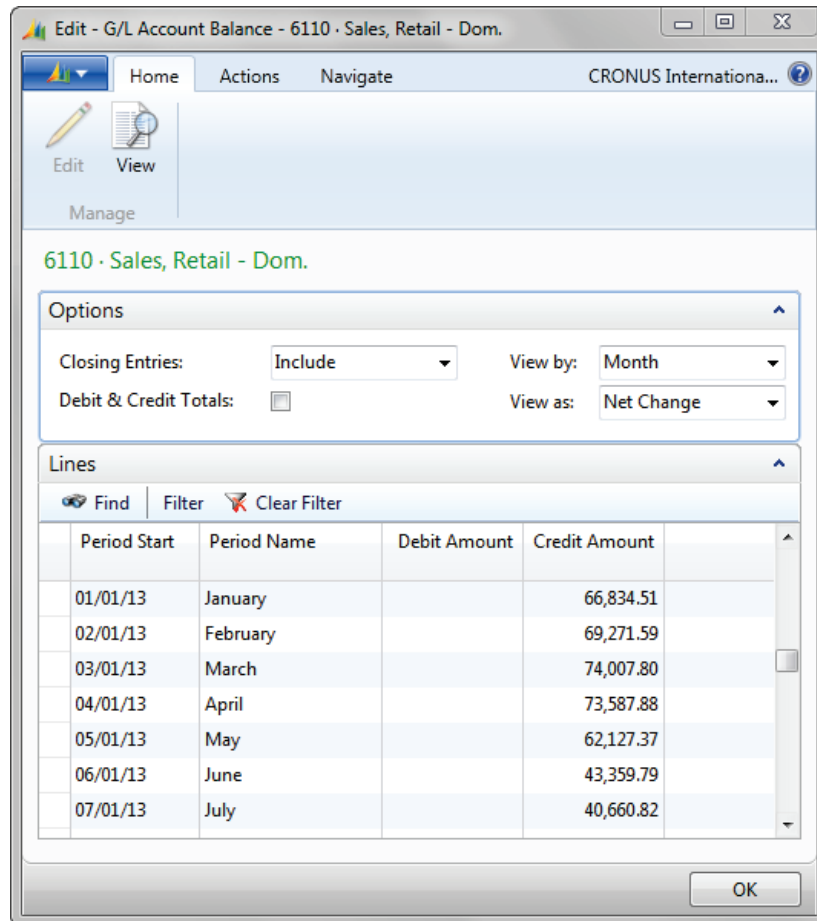 Edit - G/L Account Balance - 6110 · Sales, Retail - Dom.
Home Actions Navigate CRONUS Internationa...
Edit View
Manage
6110 · Sales, Retail - Dom.
Options
Closing Entries: Include View by: Month
Debit & Credit Totals: View as: Net Change
Lines
Find Filter Clear Filter
Period Start Period Name Debit Amount Credit Amount
01/01/13 January 66,834.51
02/01/13 February 69,271.59
03/01/13 March 74,007.80
04/01/13 April 73,587.88
05/01/13 May 62,127.37
06/01/13 June 43,359.79
07/01/13 July 40,660.82
OK